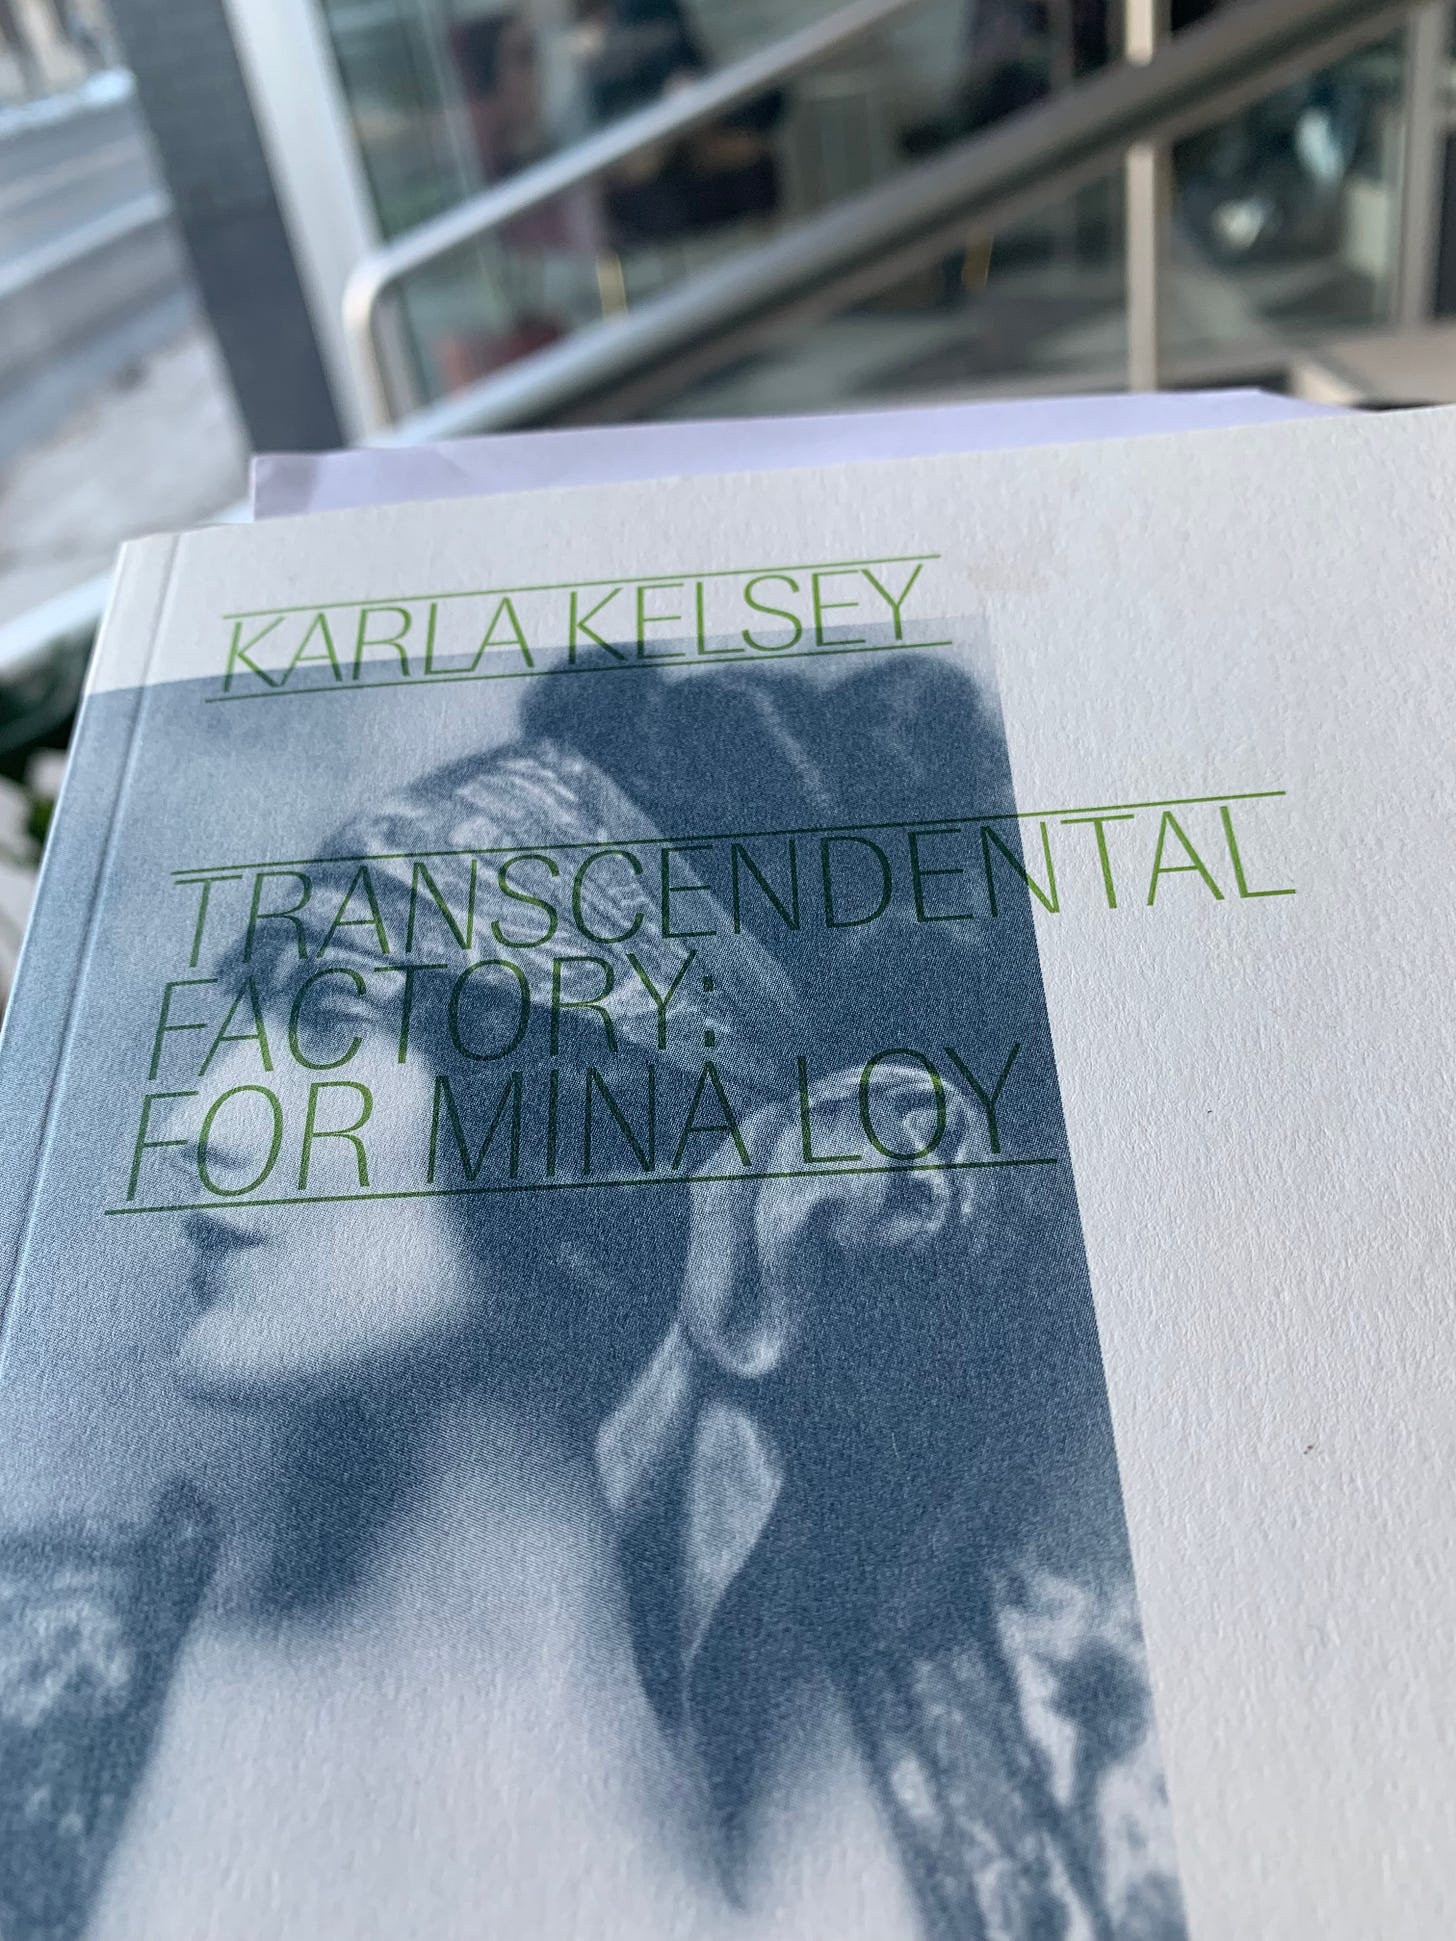 KARLA KELSEY
TRANSCENDENTAL
FACTORY:
FOR MINA LOY